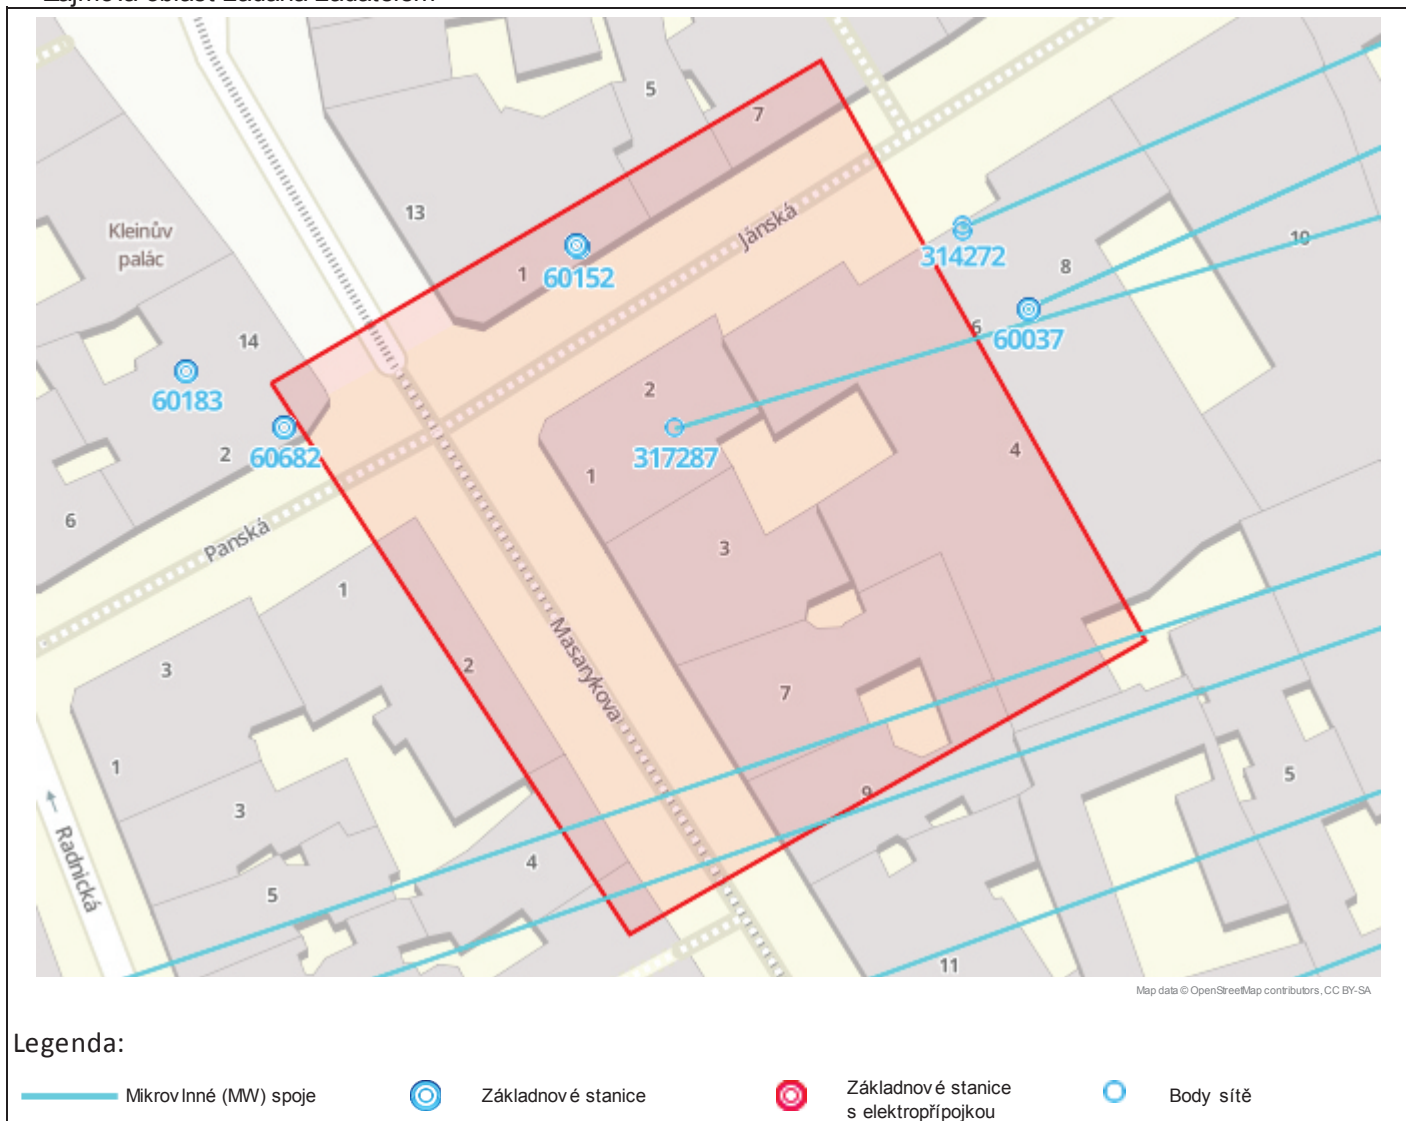 Zájmová oblast zadaná žadatelem
5
7
13
Kleinův
palác
Jánská
314272
8
10
1
60152
14
6
60037
60183
2
2
60682
317287
1
4
6
Panská
3
1
3
2
Masarykova
7
1
9
5
3
4
5
Radnická
11
Map data © OpenStreetMap contributors, CC BY-SA
Legenda:
Mikrovlnné (MW) spoje
Základnové stanice
Základnové stanice
s elektropřípojkou
Body sítě